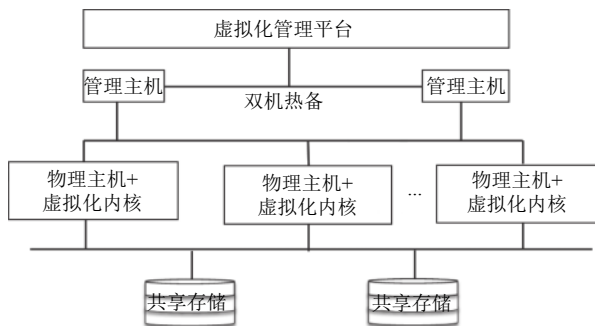 虚拟化管理平台
管理主机
管理主机
双机热备
物理主机+
虚拟化内核
物理主机+
虚拟化内核
...
物理主机+
虚拟化内核
共享存储
共享存储